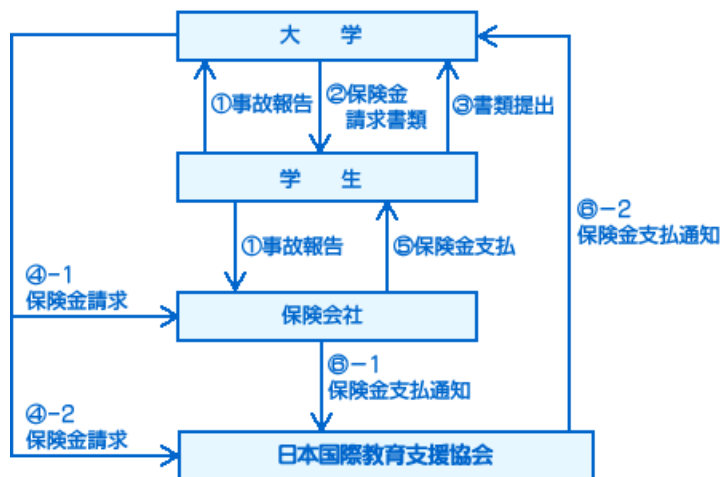 大　学
①事故報告
②保険金
請求書類
③書類提出
学　生
①事故報告
⑤保険金支払
⑥－2
保険金支払通知
④－1
保険金請求
保険会社
⑥－1
保険金支払通知
④－2
保険金請求
日本国際教育支援協会